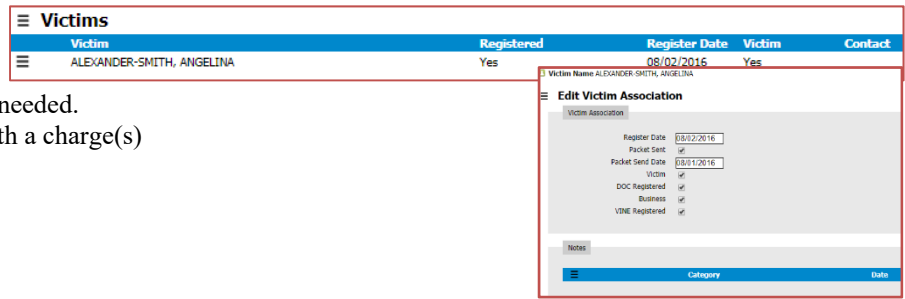 ☰ Victims
Victim Registered Register Date Victim Contact
☰ ALEXANDER-SMITH, ANGELINA Yes 08/02/2016 Yes
needed.
th a charge(s)
Victim Name ALEXANDER-SMITH, ANGELINA
☰ Edit Victim Association
Victim Association
Register Date 08/02/2016
Packet Sent ✔
Packet Send Date 08/01/2016
Victim ✔
DOC Registered ✔
Business ✔
VINE Registered ✔
Notes
☰ Category Date